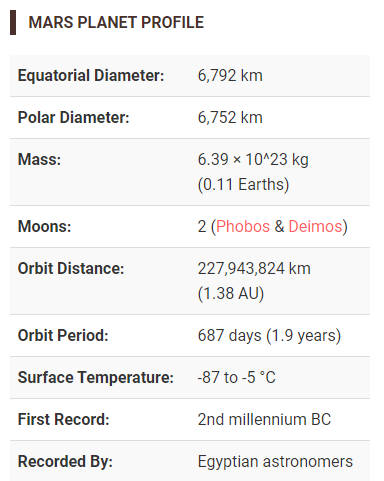 MARS PLANET PROFILE
Equatorial Diameter: 6,792 km
Polar Diameter: 6,752 km
Mass: 6.39 × 10^23 kg
(0.11 Earths)
Moons: 2 (Phobos & Deimos)
Orbit Distance: 227,943,824 km
(1.38 AU)
Orbit Period: 687 days (1.9 years)
Surface Temperature: -87 to -5 °C
First Record: 2nd millennium BC
Recorded By: Egyptian astronomers